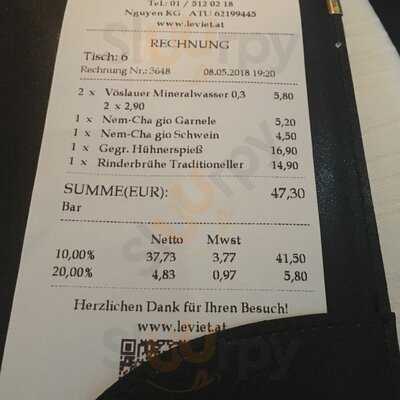 Tel.: 01 / 512 02 18
Nguyen KG ATU 62199445
www.leviet.at
RECHNUNG
Tisch: 6
Rechnung Nr.: 3648 08.05.2018 19:20
2 x Vöslauer Mineralwasser 0,3 5,80
2 x 2,90
1 x Nem-Cha gio Garnele 5,20
1 x Nem-Cha gio Schwein 4,50
1 x Gegr. Hühnerspieß 16,90
1 x Rinderbrühe Traditioneller 14,90
SUMME(EUR): 47,30
Bar
Netto Mwst
10,00% 37,73 3,77 41,50
20,00% 4,83 0,97 5,80
Herzlichen Dank für Ihren Besuch!
www.leviet.at
Sluurpy
Sluurpy
Sluurpy